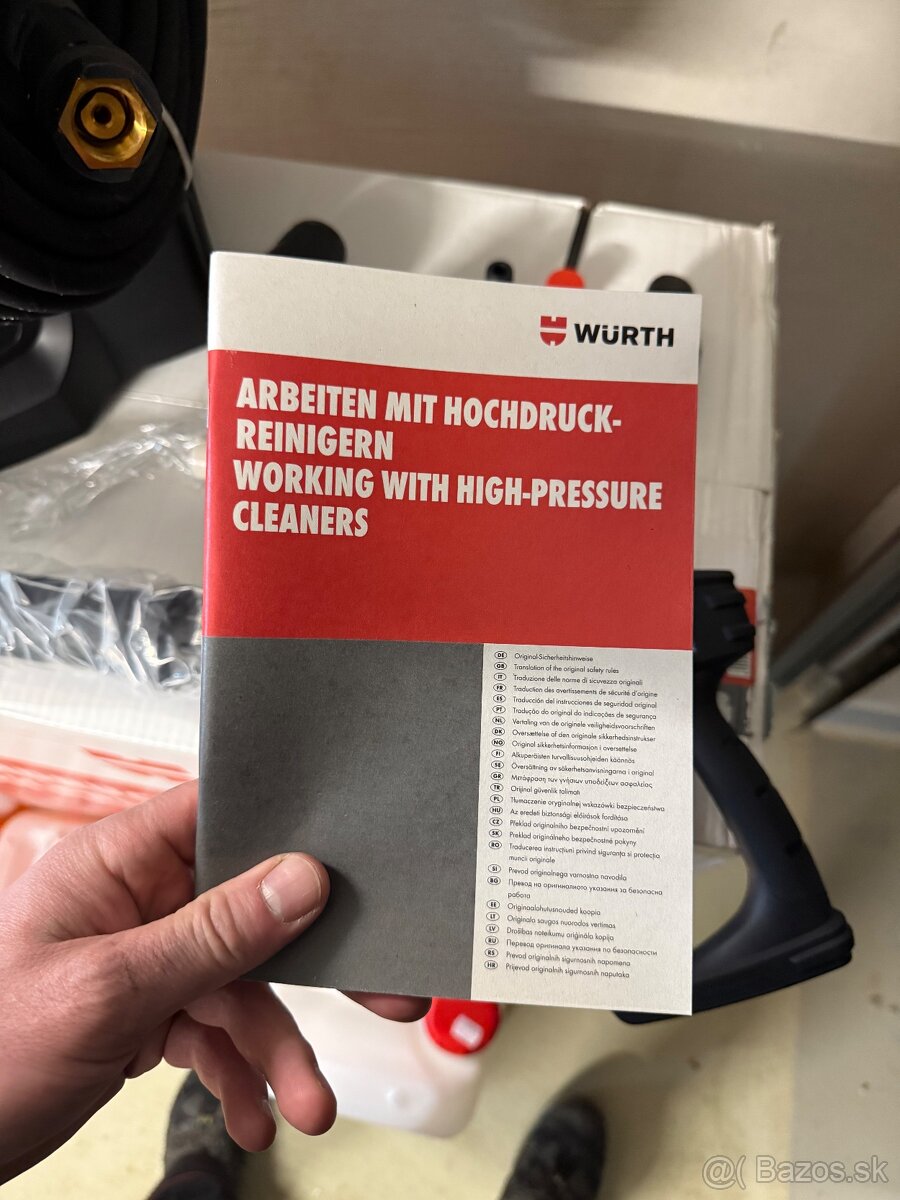 WÜRTH
ARBEITEN MIT HOCHDRUCK-
REINIGERN
WORKING WITH HIGH-PRESSURE
CLEANERS
DE Original-Sicherheitshinweise
GB Translation of the original safety rules
IT Traduzione delle norme di sicurezza originali
FR Traduction des avertissements de sécurité d'origine
ES Traducción del instrucciones de seguridad original
PT Tradução do original do indicações de segurança
NL Vertaling van de originele veiligheidsvoorschriften
DK Oversættelse af den originale sikkerhedsinstrukser
NO Original sikkerhetsinformasjon i oversettelse
FI Alkuperäisten turvallisuusohjeiden käännös
SE Översättning av säkerhetsanvisningarna i original
GR Μετάφραση των γνήσιων υποδείξεων ασφαλείας
TR Orijinal güvenlik talimatı
PL Tłumaczenie oryginalnej wskazówki bezpieczeństwa
HU Az eredeti biztonsági előírások fordítása
CZ Překlad originálního bezpečnostní upozornění
SK Preklad originálneho bezpečnostné pokyny
RO Traducerea instrucțiuni privind siguranța si protecția
muncii originale
SI Prevod originalnega varnostna navodila
BG Превод на оригиналното указания за безопасна
работа
EE Originaalohutusnouded koopia
LT Originala saugos nuorodos vertimas
LV Drošības noteikumu oriģināla kopija
RU Перевод оригинала указания по безопасности
RS Prevod originalnih sigurnosnih napomena
HR Prijevod originalnih sigurnosnih naputaka
@( Bazos.sk